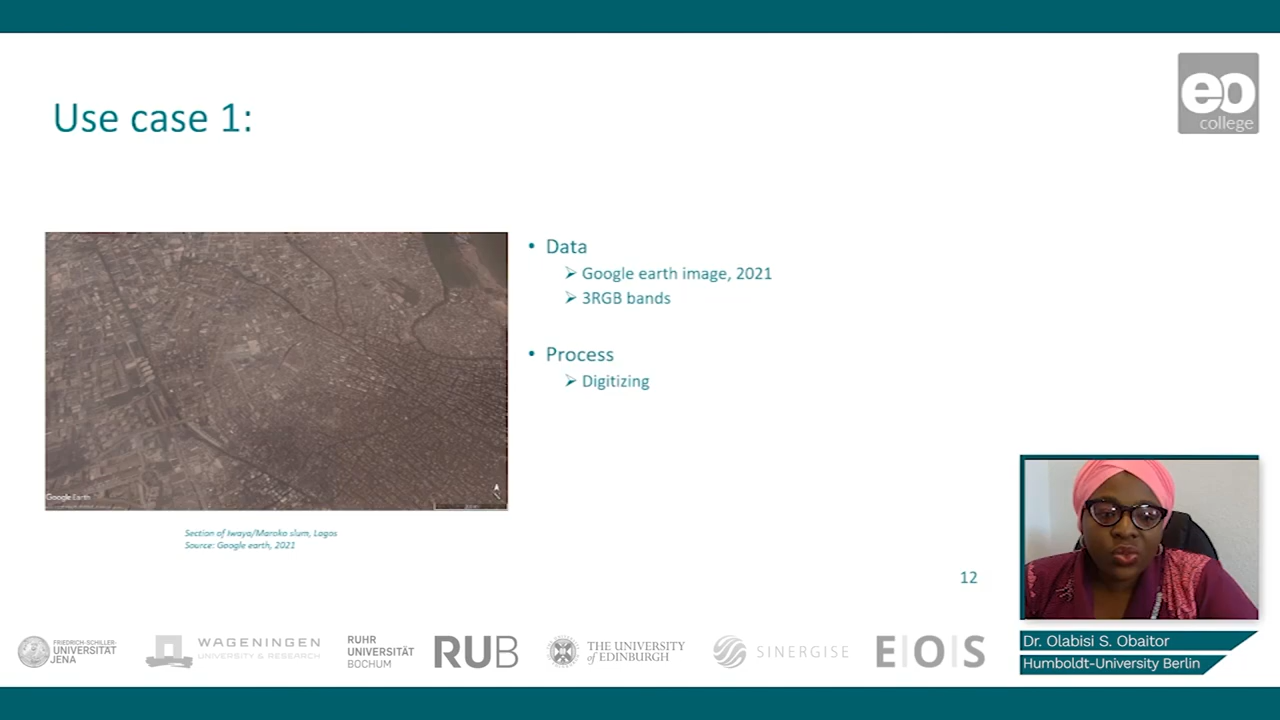 eo
college
Use case 1:
• Data
➢ Google earth image, 2021
➢ 3RGB bands
• Process
➢ Digitizing
Google Earth
Section of Iwaya/Maroko slum, Lagos
Source: Google earth, 2021
12
FRIEDRICH-SCHILLER-
UNIVERSITÄT
JENA
WAGENINGEN
UNIVERSITY & RESEARCH
RUHR
UNIVERSITÄT
BOCHUM
RUB
THE UNIVERSITY
of EDINBURGH
SINERGISE
E|O|S
Dr. Olabisi S. Obaitor
Humboldt-University Berlin